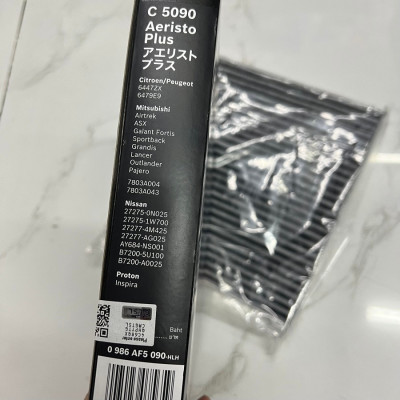 C 5090
Aeristo
Plus
アエリスト
プラス
Citroen/Peugeot
6447ZX
6479E9
Mitsubishi
Airtrek
ASX
Galant Fortis
Sportback
Grandis
Lancer
Outlander
Pajero
7803A004
7803A043
Nissan
27275-0N025
27275-1W700
27277-4M425
27277-AG025
AY684-NS001
B7200-5U100
B7200-A0025
Proton
Inspira
Baht
0 986 AF5 090-HLH